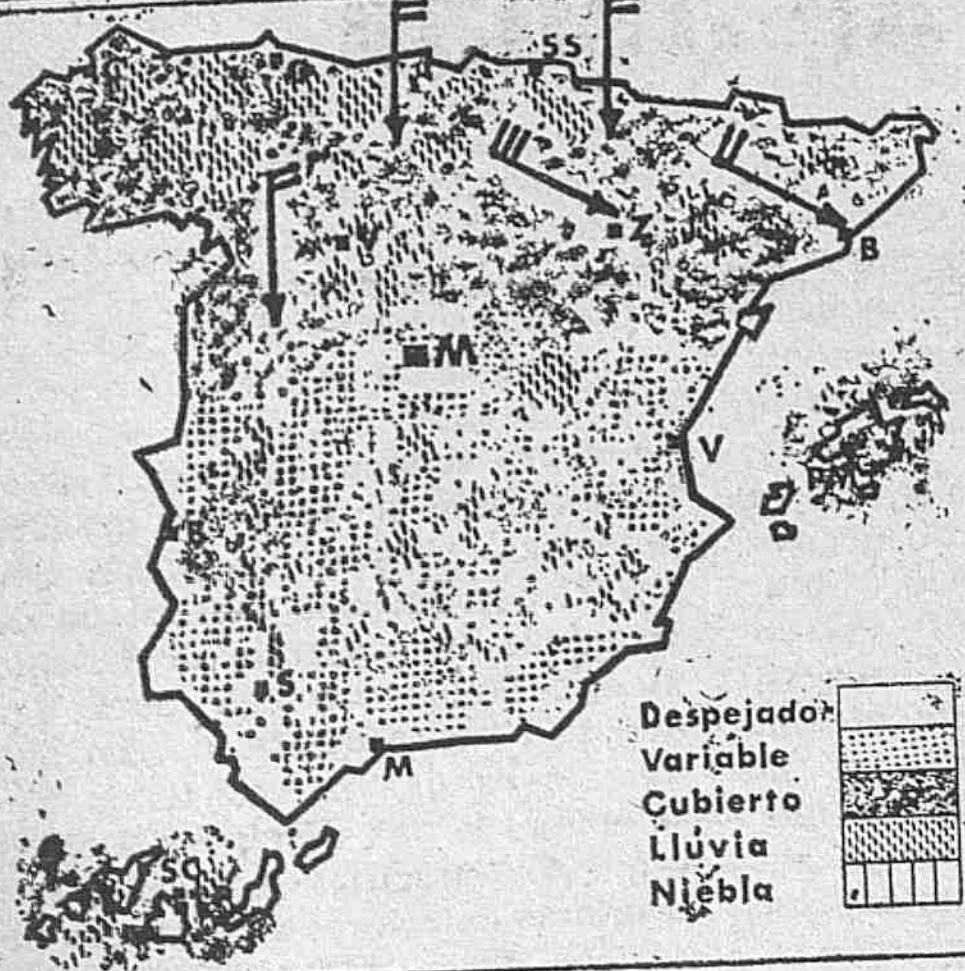 SS
V
Z
B
M
V
S
M
SC
Despejado
Variable
Cubierto
Lluvia
Niebla